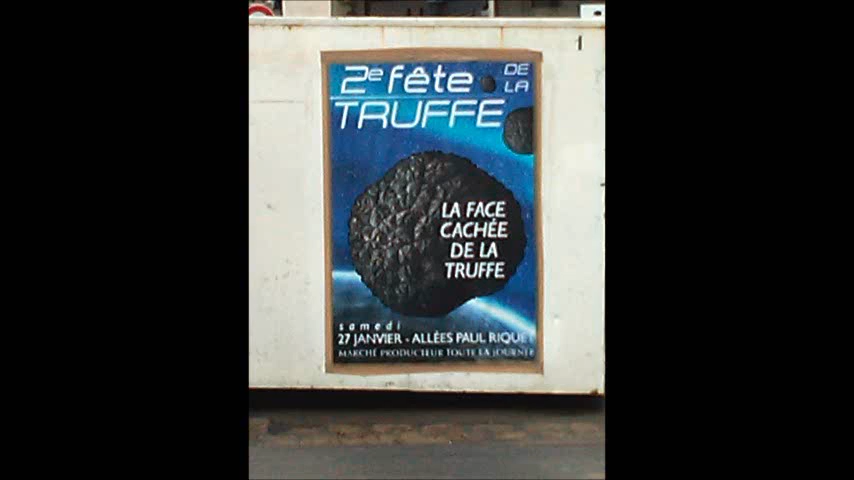 1
2e fête DE LA
TRUFFE
LA FACE
CACHÉE
DE LA
TRUFFE
samedi
27 JANVIER - ALLÉES PAUL RIQUET
MARCHÉ PRODUCTEUR TOUTE LA JOURNÉE